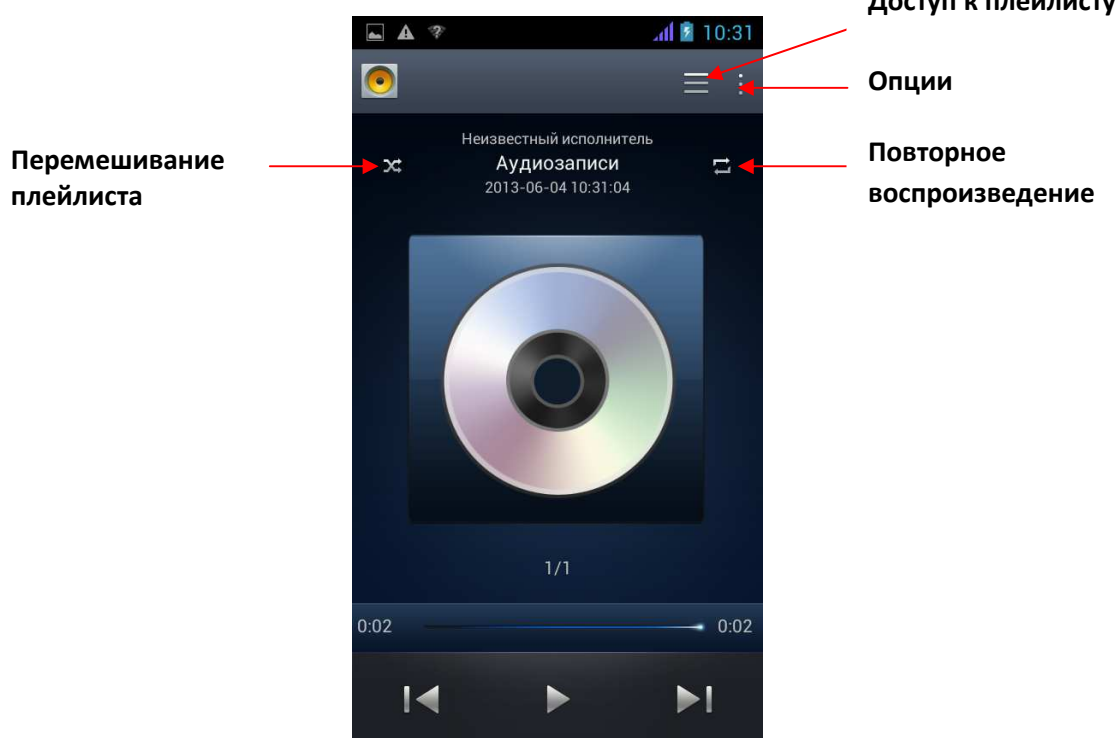 Доступ к плейлисту
10:31
Опции
Неизвестный исполнитель
Аудиозаписи
2013-06-04 10:31:04
Перемешивание
плейлиста
Повторное
воспроизведение
1/1
0:02
0:02